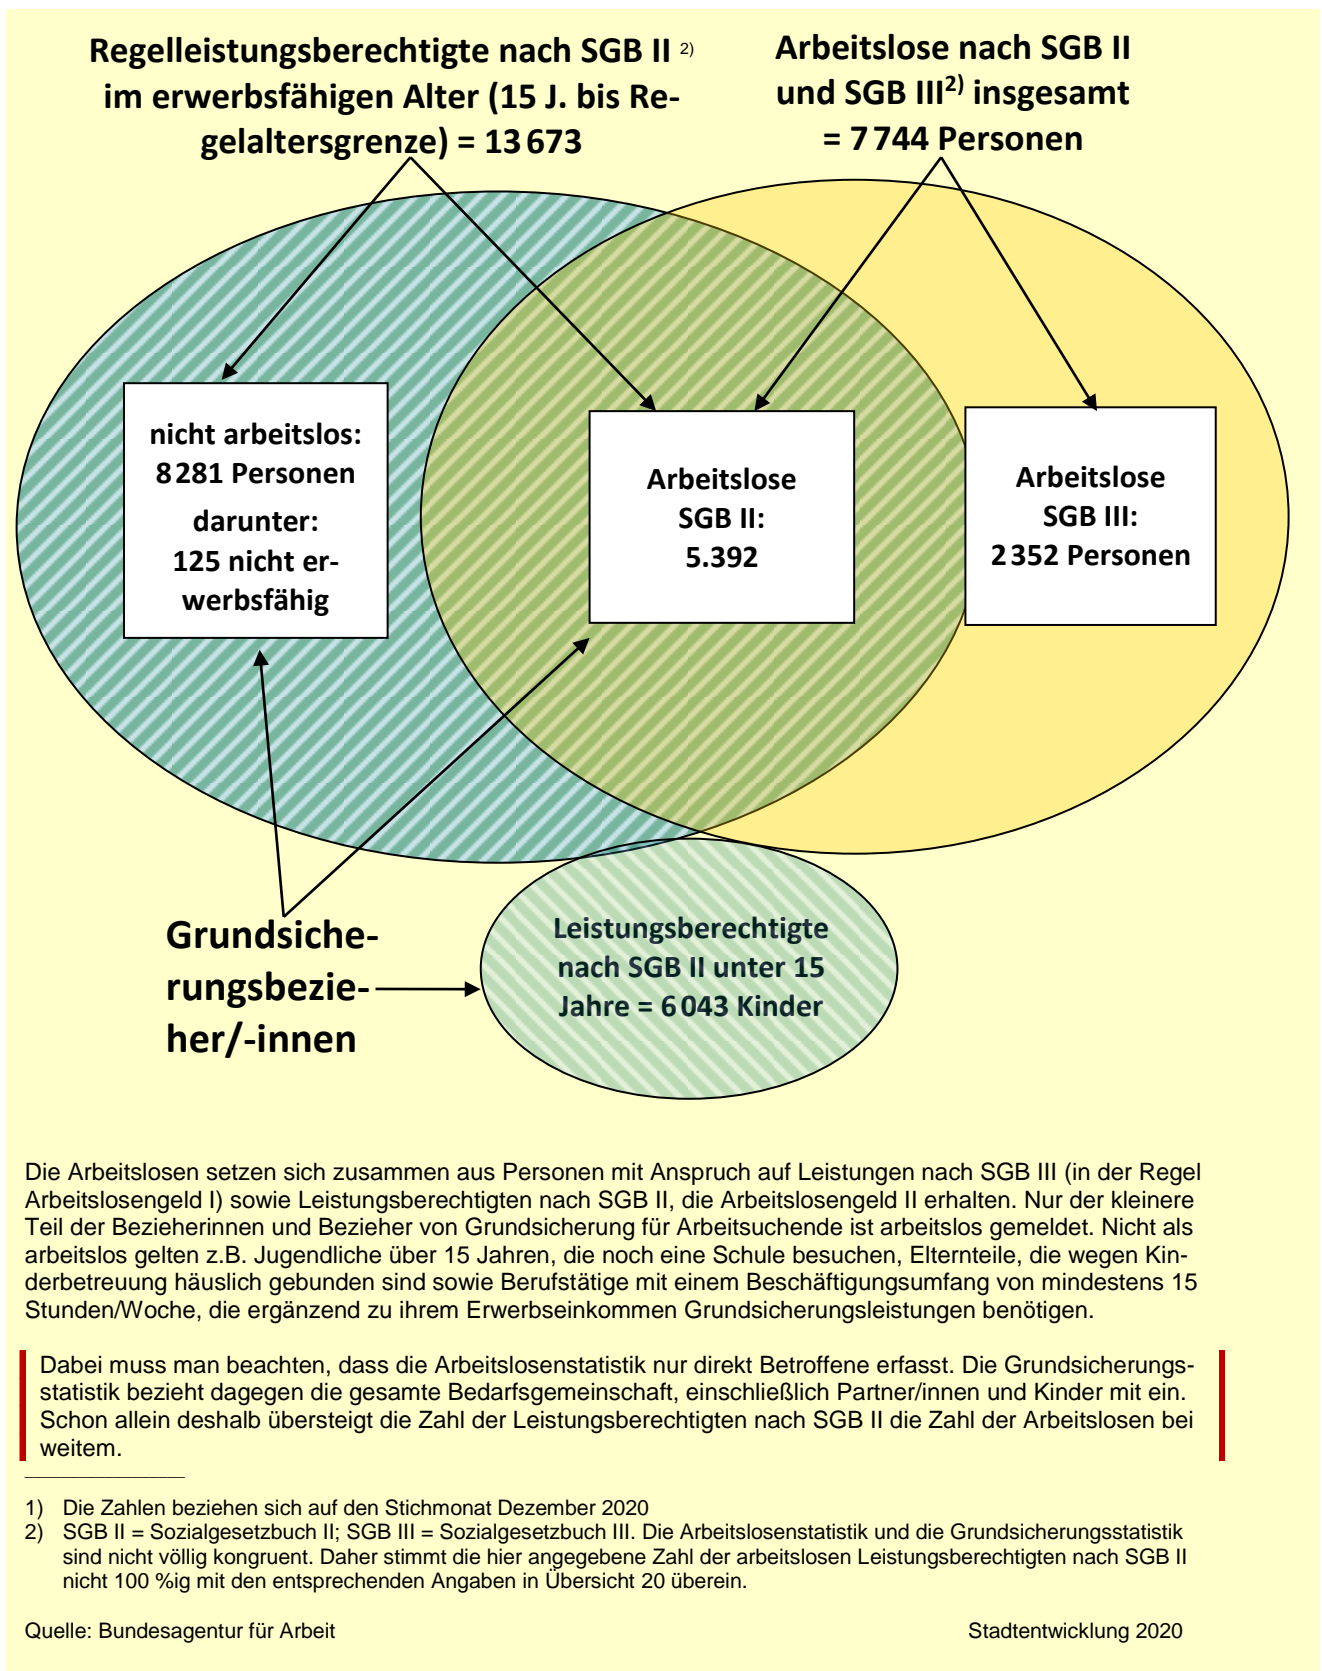 Regelleistungsberechtigte nach SGB II 2)
im erwerbsfähigen Alter (15 J. bis Re-
gelaltersgrenze) = 13 673
Arbeitslose nach SGB II
und SGB III2) insgesamt
= 7 744 Personen
nicht arbeitslos:
8 281 Personen
darunter:
125 nicht er-
werbsfähig
Arbeitslose
SGB II:
5.392
Arbeitslose
SGB III:
2 352 Personen
Grundsiche-
rungsbezie-
her/-innen
Leistungsberechtigte
nach SGB II unter 15
Jahre = 6 043 Kinder
Die Arbeitslosen setzen sich zusammen aus Personen mit Anspruch auf Leistungen nach SGB III (in der Regel
Arbeitslosengeld I) sowie Leistungsberechtigten nach SGB II, die Arbeitslosengeld II erhalten. Nur der kleinere
Teil der Bezieherinnen und Bezieher von Grundsicherung für Arbeitsuchende ist arbeitslos gemeldet. Nicht als
arbeitslos gelten z.B. Jugendliche über 15 Jahren, die noch eine Schule besuchen, Elternteile, die wegen Kin-
derbetreuung häuslich gebunden sind sowie Berufstätige mit einem Beschäftigungsumfang von mindestens 15
Stunden/Woche, die ergänzend zu ihrem Erwerbseinkommen Grundsicherungsleistungen benötigen.
Dabei muss man beachten, dass die Arbeitslosenstatistik nur direkt Betroffene erfasst. Die Grundsicherungs-
statistik bezieht dagegen die gesamte Bedarfsgemeinschaft, einschließlich Partner/innen und Kinder mit ein.
Schon allein deshalb übersteigt die Zahl der Leistungsberechtigten nach SGB II die Zahl der Arbeitslosen bei
weitem.
1) Die Zahlen beziehen sich auf den Stichmonat Dezember 2020
2) SGB II = Sozialgesetzbuch II; SGB III = Sozialgesetzbuch III. Die Arbeitslosenstatistik und die Grundsicherungsstatistik
sind nicht völlig kongruent. Daher stimmt die hier angegebene Zahl der arbeitslosen Leistungsberechtigten nach SGB II
nicht 100 %ig mit den entsprechenden Angaben in Übersicht 20 überein.
Quelle: Bundesagentur für Arbeit
Stadtentwicklung 2020